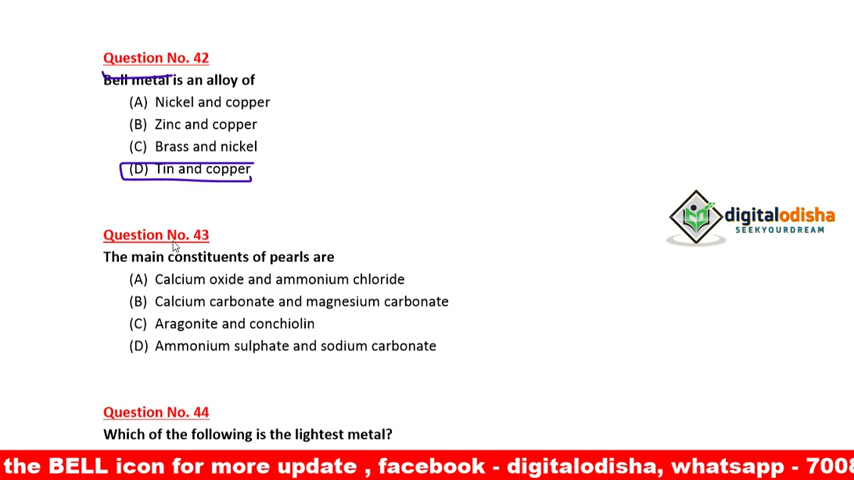 Question No. 42
Bell metal is an alloy of
(A) Nickel and copper
(B) Zinc and copper
(C) Brass and nickel
(D) Tin and copper
Question No. 43
The main constituents of pearls are
(A) Calcium oxide and ammonium chloride
(B) Calcium carbonate and magnesium carbonate
(C) Aragonite and conchiolin
(D) Ammonium sulphate and sodium carbonate
digitalodisha
SEEKYOURDREAM
Question No. 44
Which of the following is the lightest metal?
the BELL icon for more update , facebook - digitalodisha, whatsapp - 7008